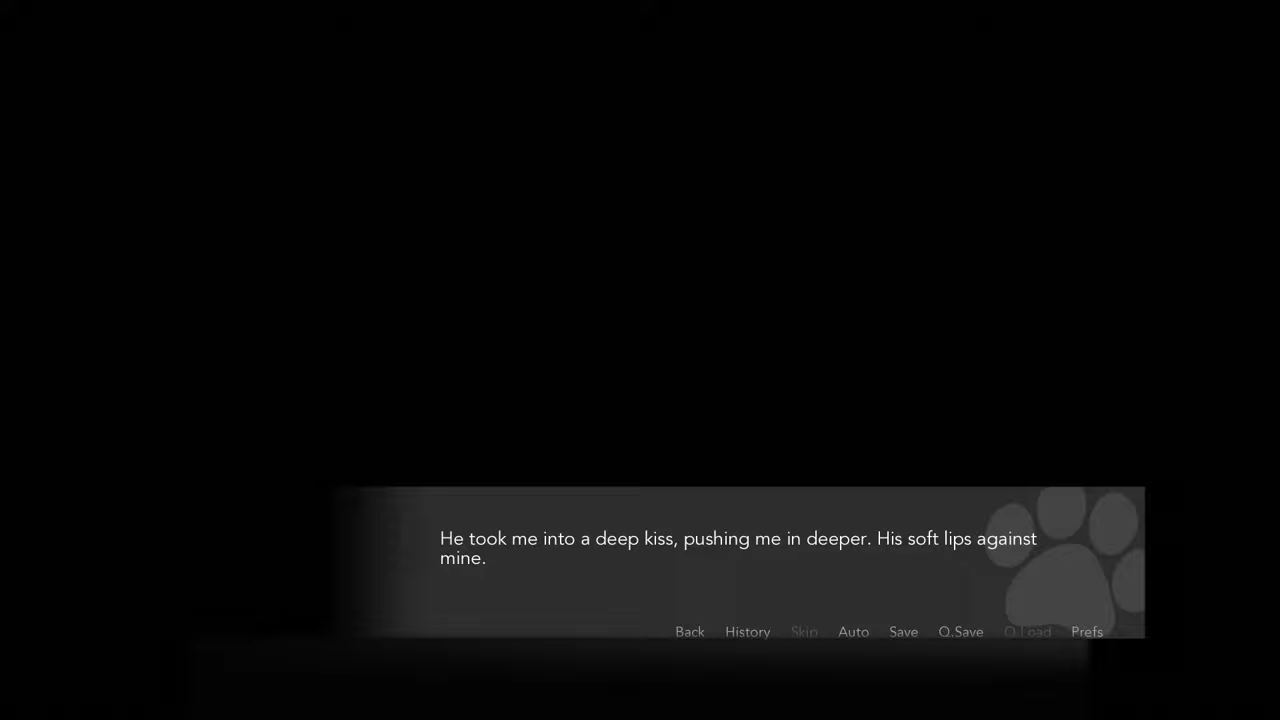 He took me into a deep kiss, pushing me in deeper. His soft lips against
mine.
Back History Skip Auto Save Q.Save Q.Load Prefs